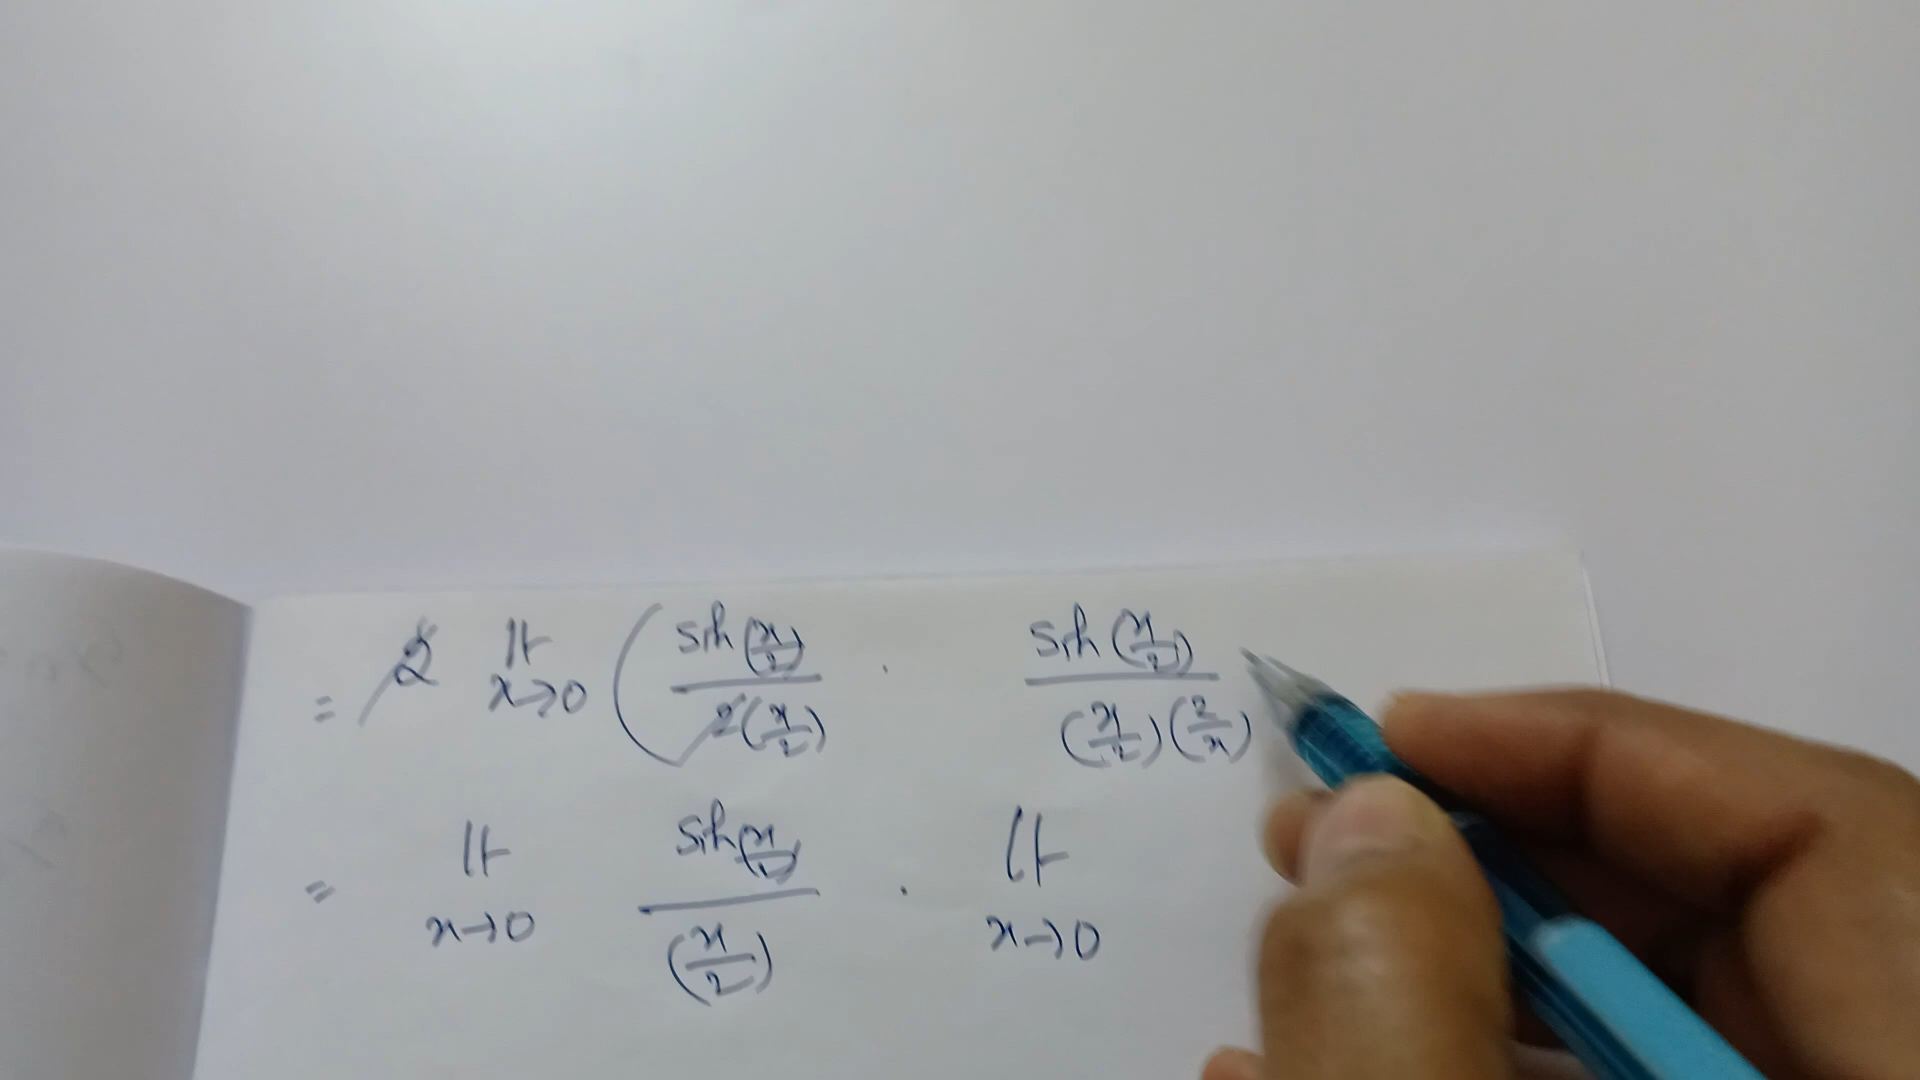 = 2 lt x→0 ( sin(x/2) / 2(x/2) . sin(x/2) / (x/2)(2/x)
= lt x→0 sin(x/2) / (x/2) . lt x→0